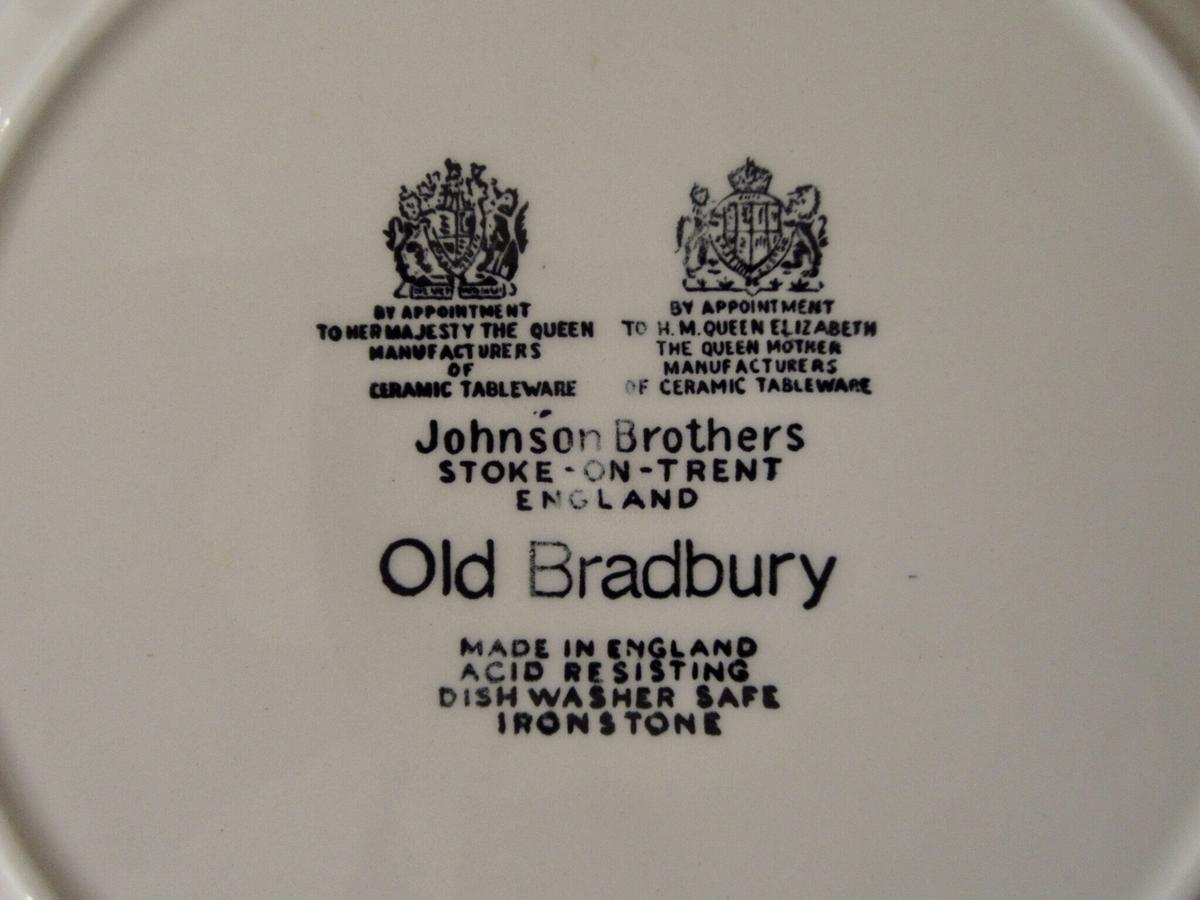 BY APPOINTMENT
TO HER MAJESTY THE QUEEN
MANUFACTURERS
OF
CERAMIC TABLEWARE
BY APPOINTMENT
TO H.M. QUEEN ELIZABETH
THE QUEEN MOTHER
MANUFACTURERS
OF CERAMIC TABLEWARE
Johnson Brothers
STOKE-ON-TRENT
ENGLAND
Old Bradbury
MADE IN ENGLAND
ACID RESISTING
DISHWASHER SAFE
IRONSTONE